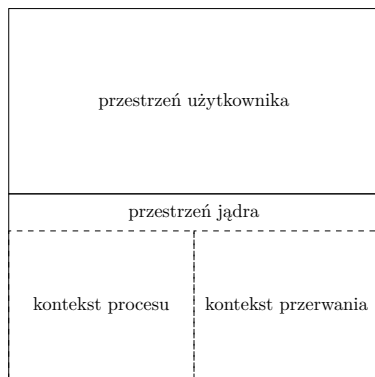 przestrzeń użytkownika
przestrzeń jądra
kontekst procesu
kontekst przerwania